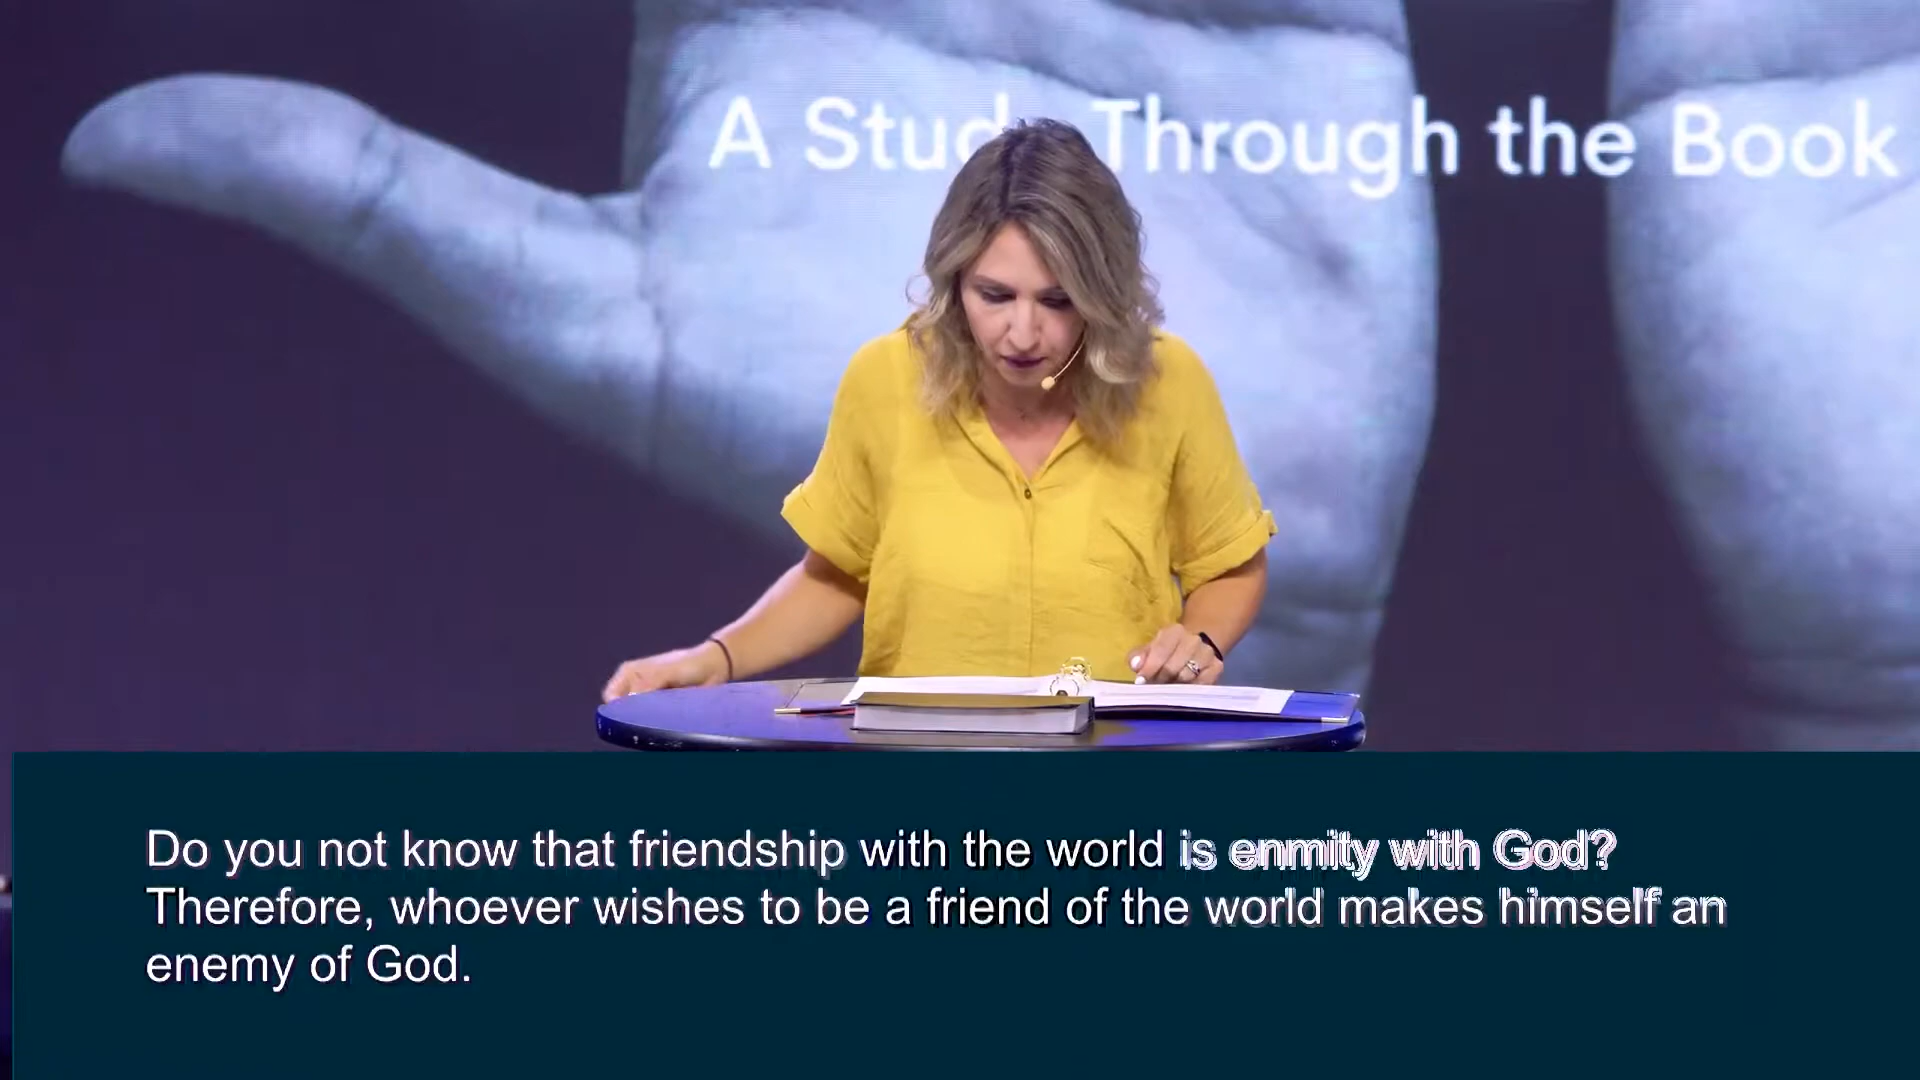 A Study Through the Book
Do you not know that friendship with the world is enmity with God?
Therefore, whoever wishes to be a friend of the world makes himself an
enemy of God.